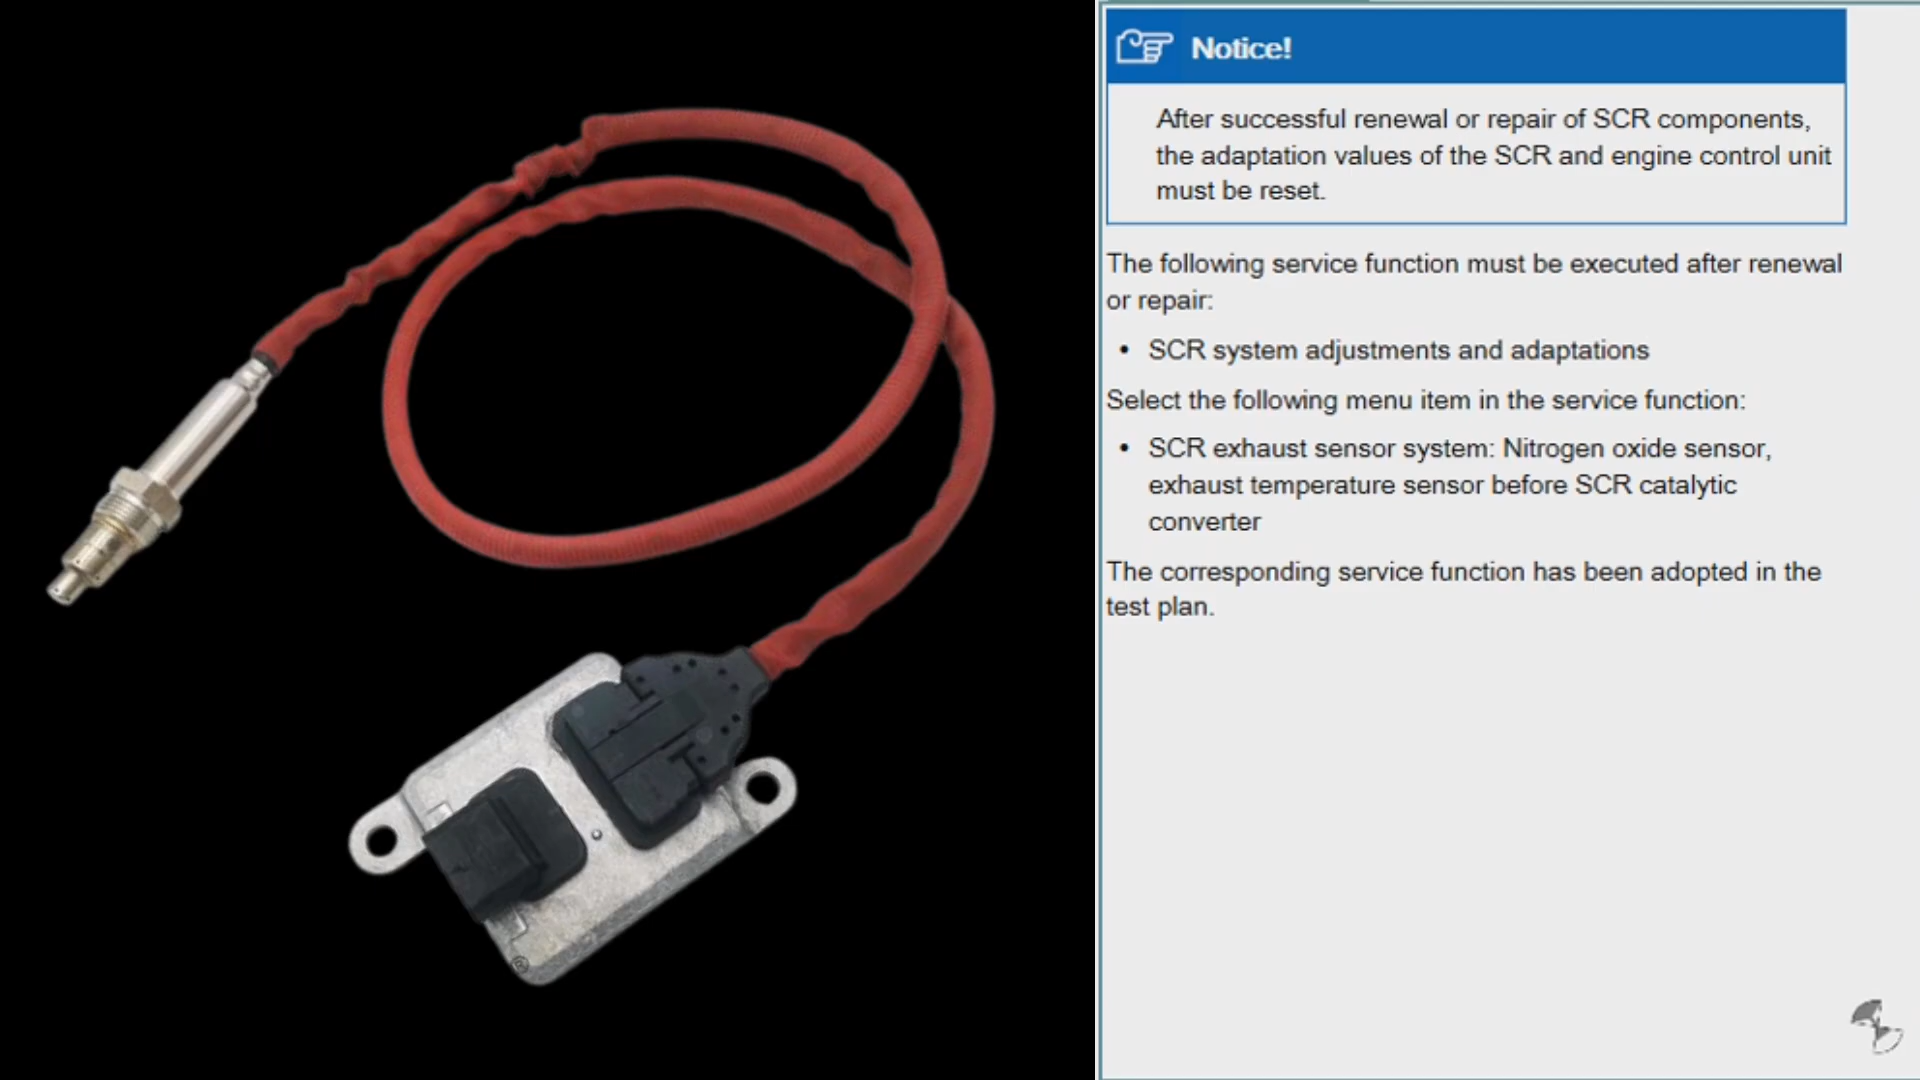 Notice!
After successful renewal or repair of SCR components,
the adaptation values of the SCR and engine control unit
must be reset.
The following service function must be executed after renewal
or repair:
• SCR system adjustments and adaptations
Select the following menu item in the service function:
• SCR exhaust sensor system: Nitrogen oxide sensor,
exhaust temperature sensor before SCR catalytic
converter
The corresponding service function has been adopted in the
test plan.